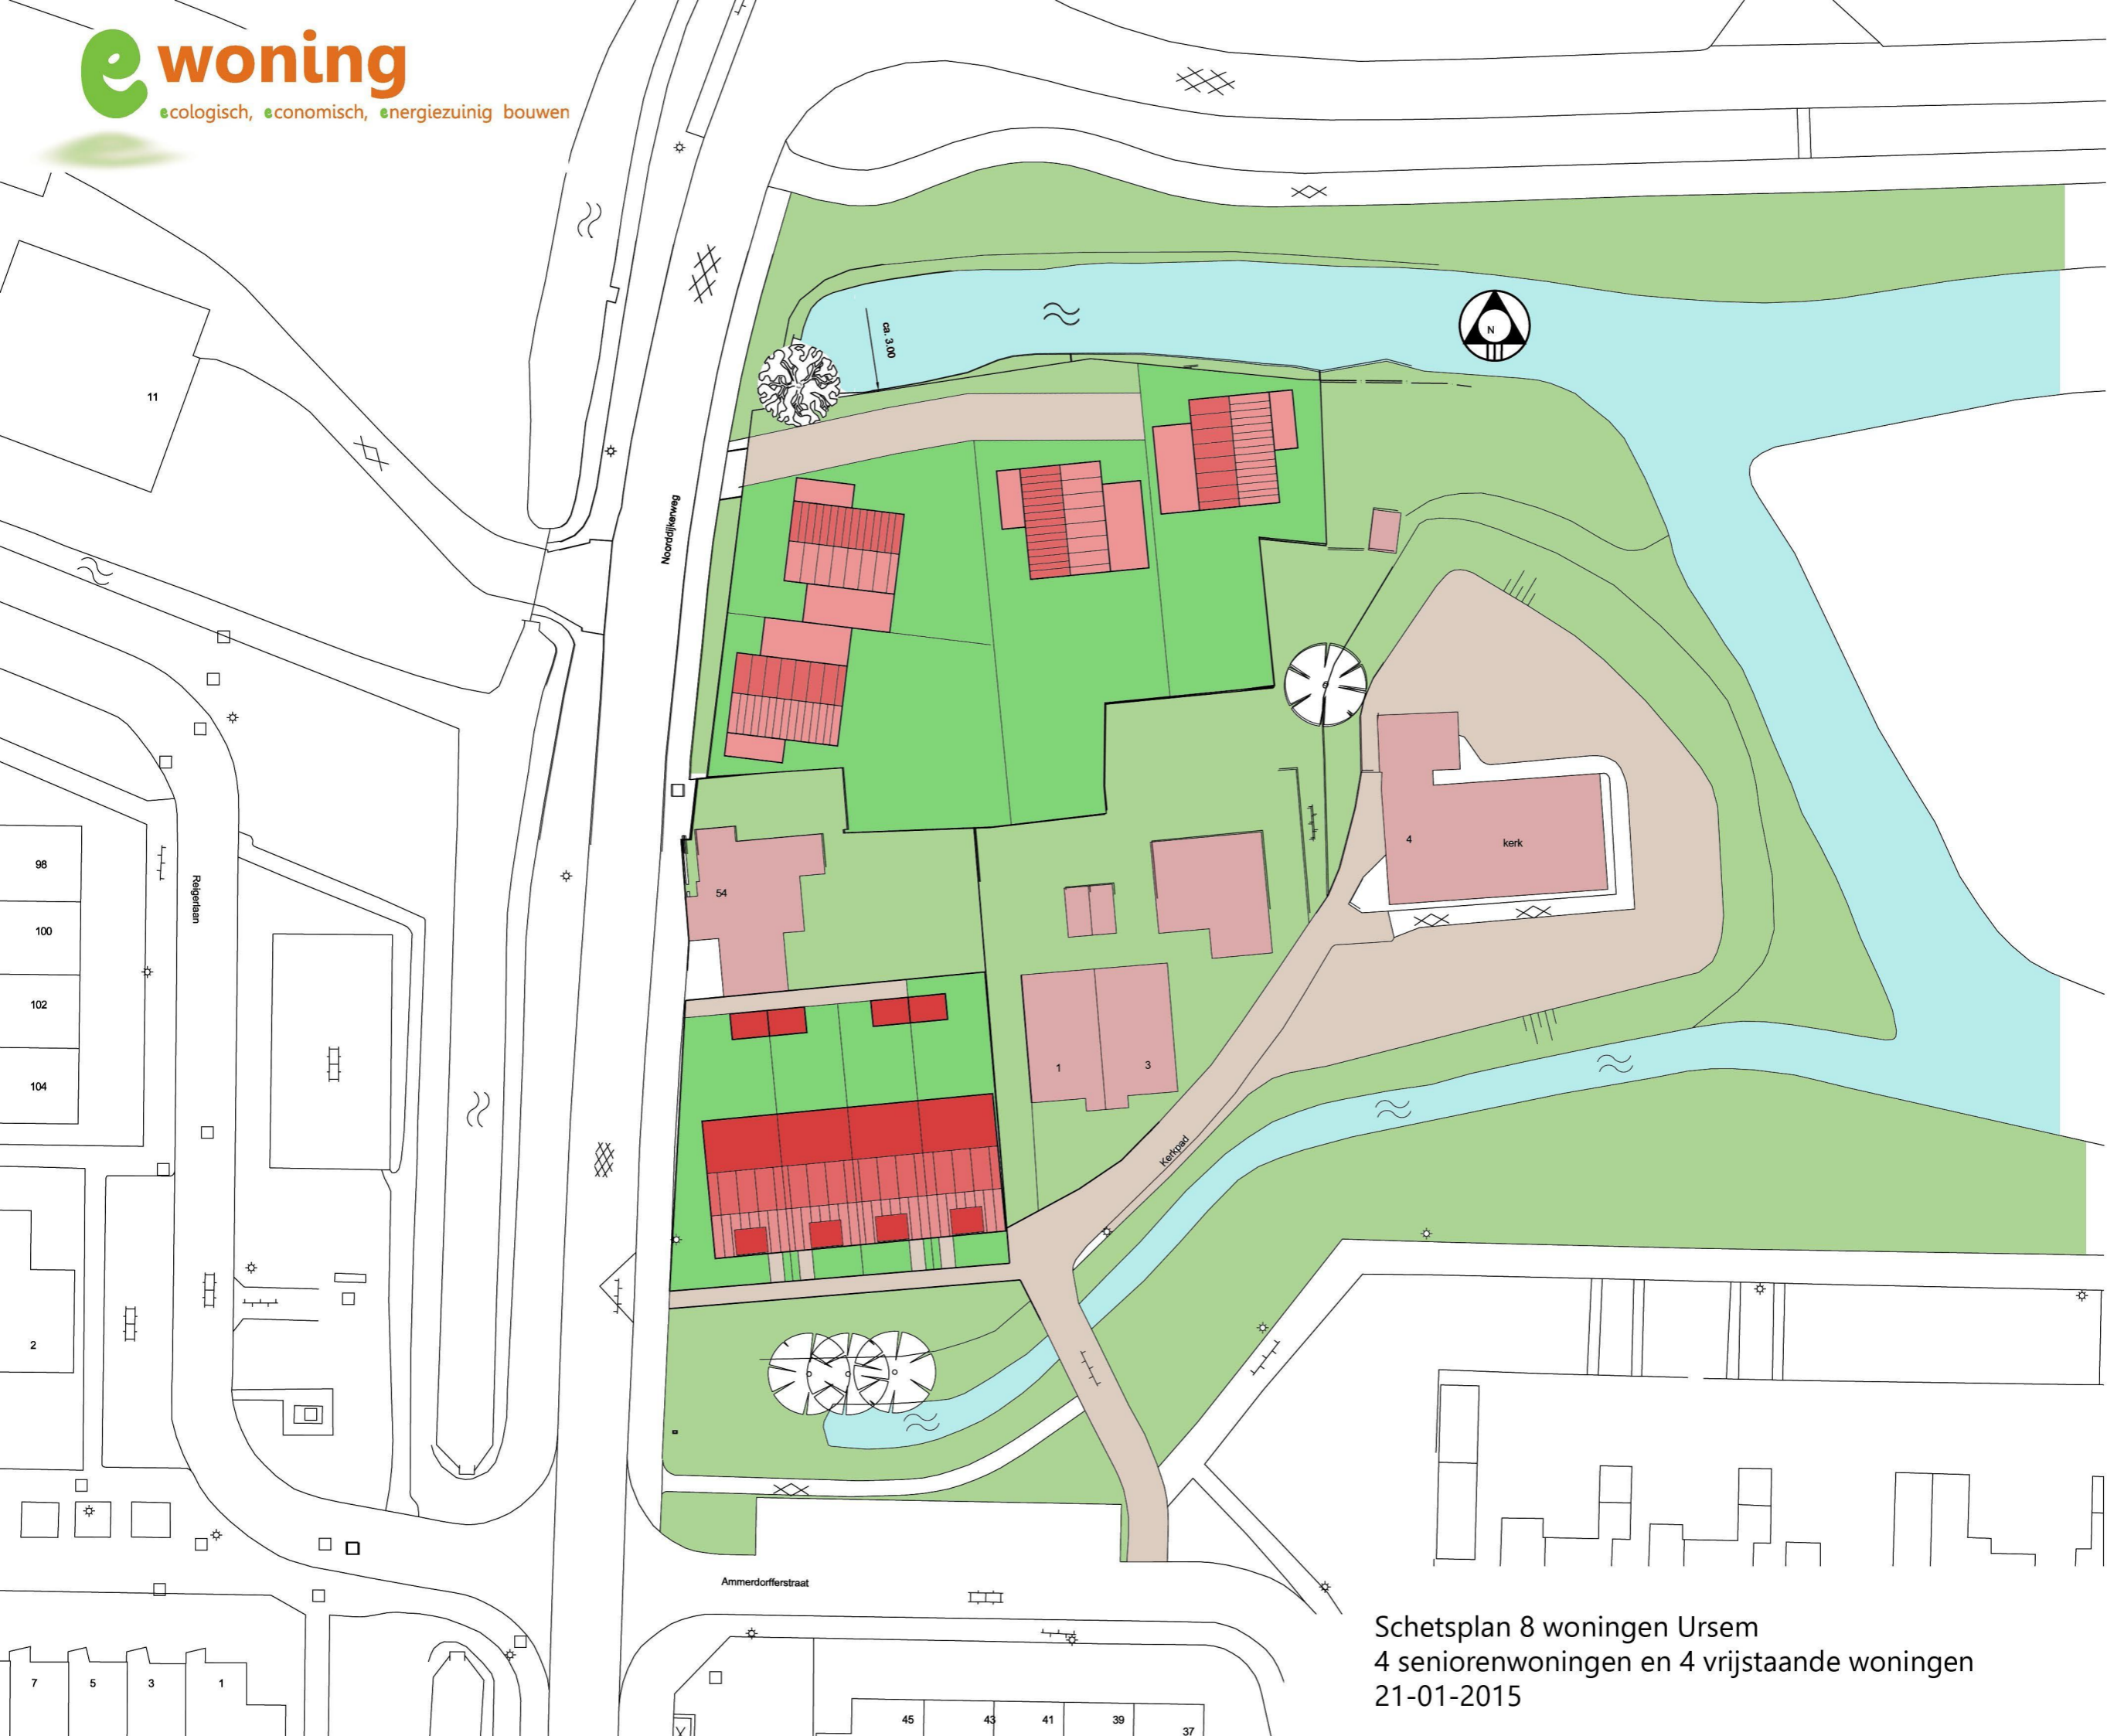 e woning
ecologisch, economisch, energiezuinig bouwen
ca. 3.00
N
11
Noorddijkerweg
98
100
102
104
Reigerlaan
54
4
kerk
1
3
Kerkpad
2
Ammerdorfferstraat
7
5
3
1
45
43
41
39
37
Schetsplan 8 woningen Ursem
4 seniorenwoningen en 4 vrijstaande woningen
21-01-2015